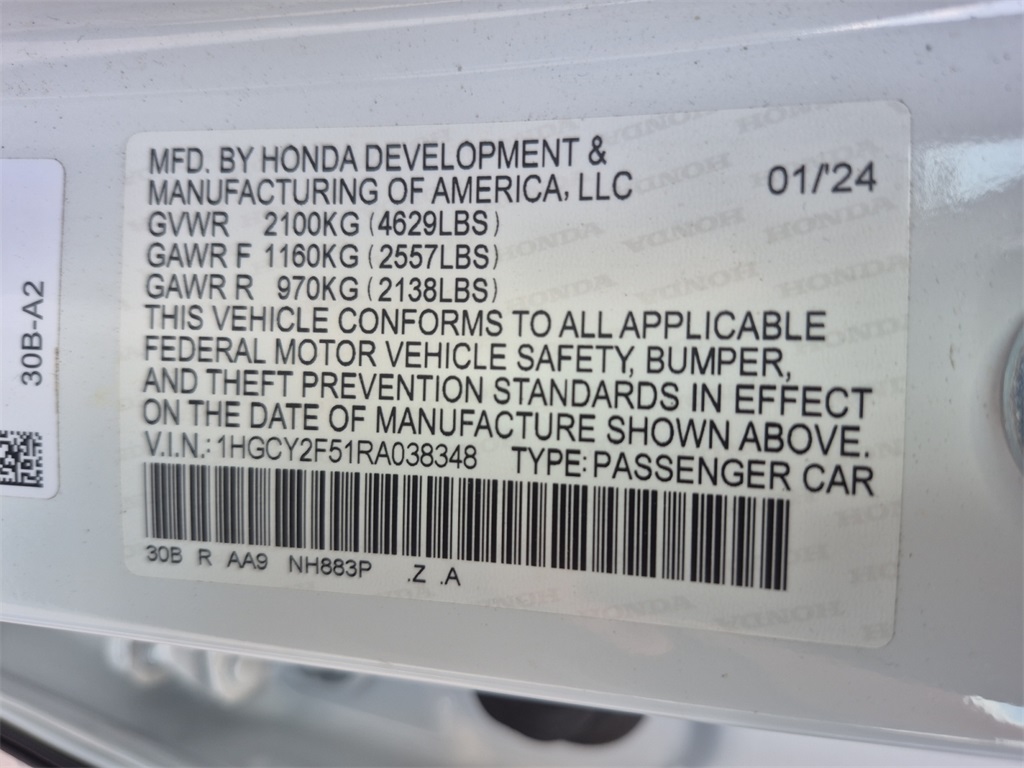 MFD. BY HONDA DEVELOPMENT &
MANUFACTURING OF AMERICA, LLC 01/'24
GVWR 2100KG (4629LBS)
GAWR F 1160KG (2557LBS)
GAWR R 970KG (2138LBS)
THIS VEHICLE CONFORMS TO ALL APPLICABLE
FEDERAL MOTOR VEHICLE SAFETY, BUMPER,
AND THEFT PREVENTION STANDARDS IN EFFECT
ON THE DATE OF MANUFACTURE SHOWN ABOVE.
V.I.N.: 1HGCY2F51RA038348 TYPE: PASSENGER CAR
30B R AA9 NH883P .Z .A
30B-A2